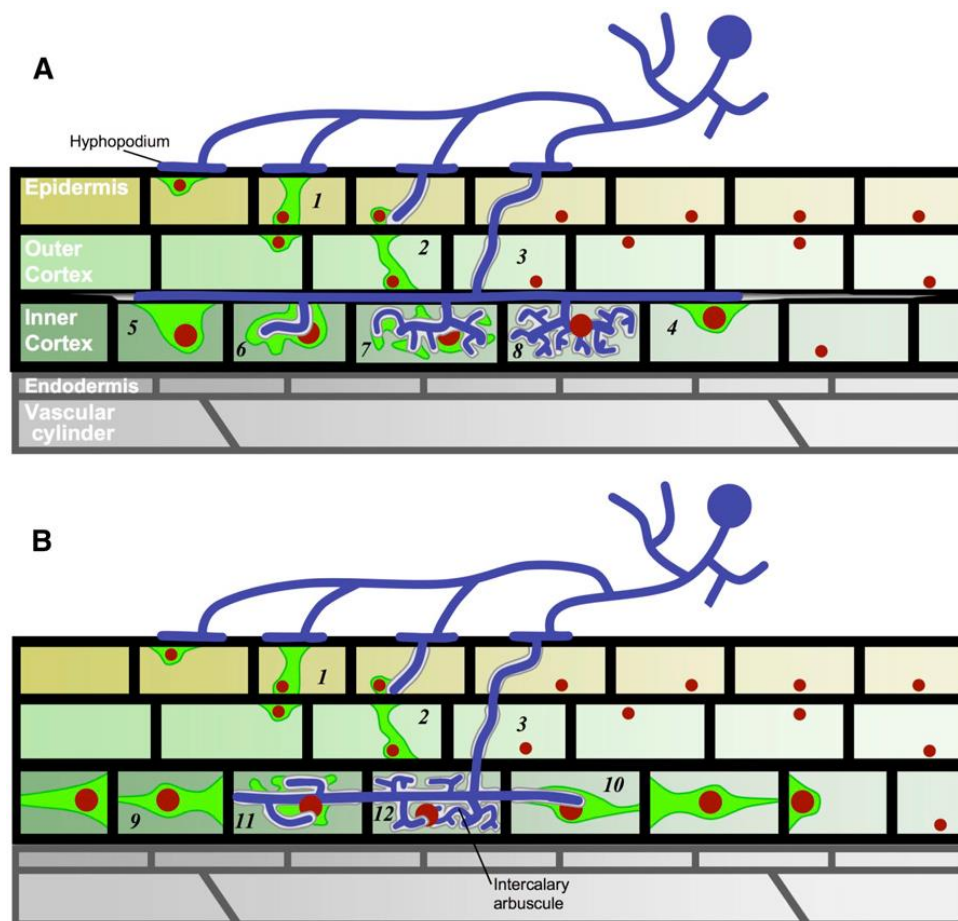 A
Hyphopodium
Epidermis
1
Outer
Cortex
2
3
Inner
Cortex
5
6
7
8
4
Endodermis
Vascular
cylinder
B
1
2
3
9
11
12
10
Intercalary
arbuscule